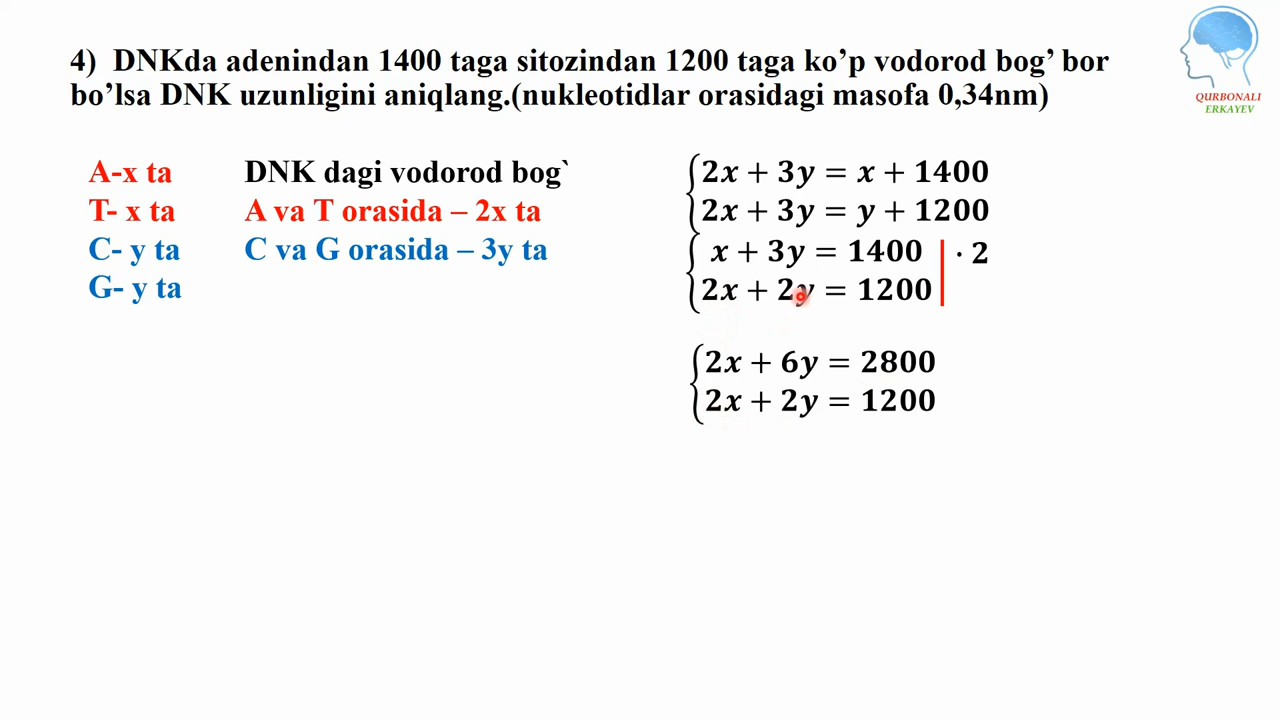 4) DNKda adenindan 1400 taga sitozindan 1200 taga ko’p vodorod bog’ bor
bo’lsa DNK uzunligini aniqlang.(nukleotidlar orasidagi masofa 0,34nm)
QURBONALI
ERKAYEV
A-x ta
T- x ta
C- y ta
G- y ta
DNK dagi vodorod bog`
A va T orasida – 2x ta
C va G orasida – 3y ta
2x + 3y = x + 1400
2x + 3y = y + 1200
x + 3y = 1400 | · 2
2x + 2y = 1200
2x + 6y = 2800
2x + 2y = 1200